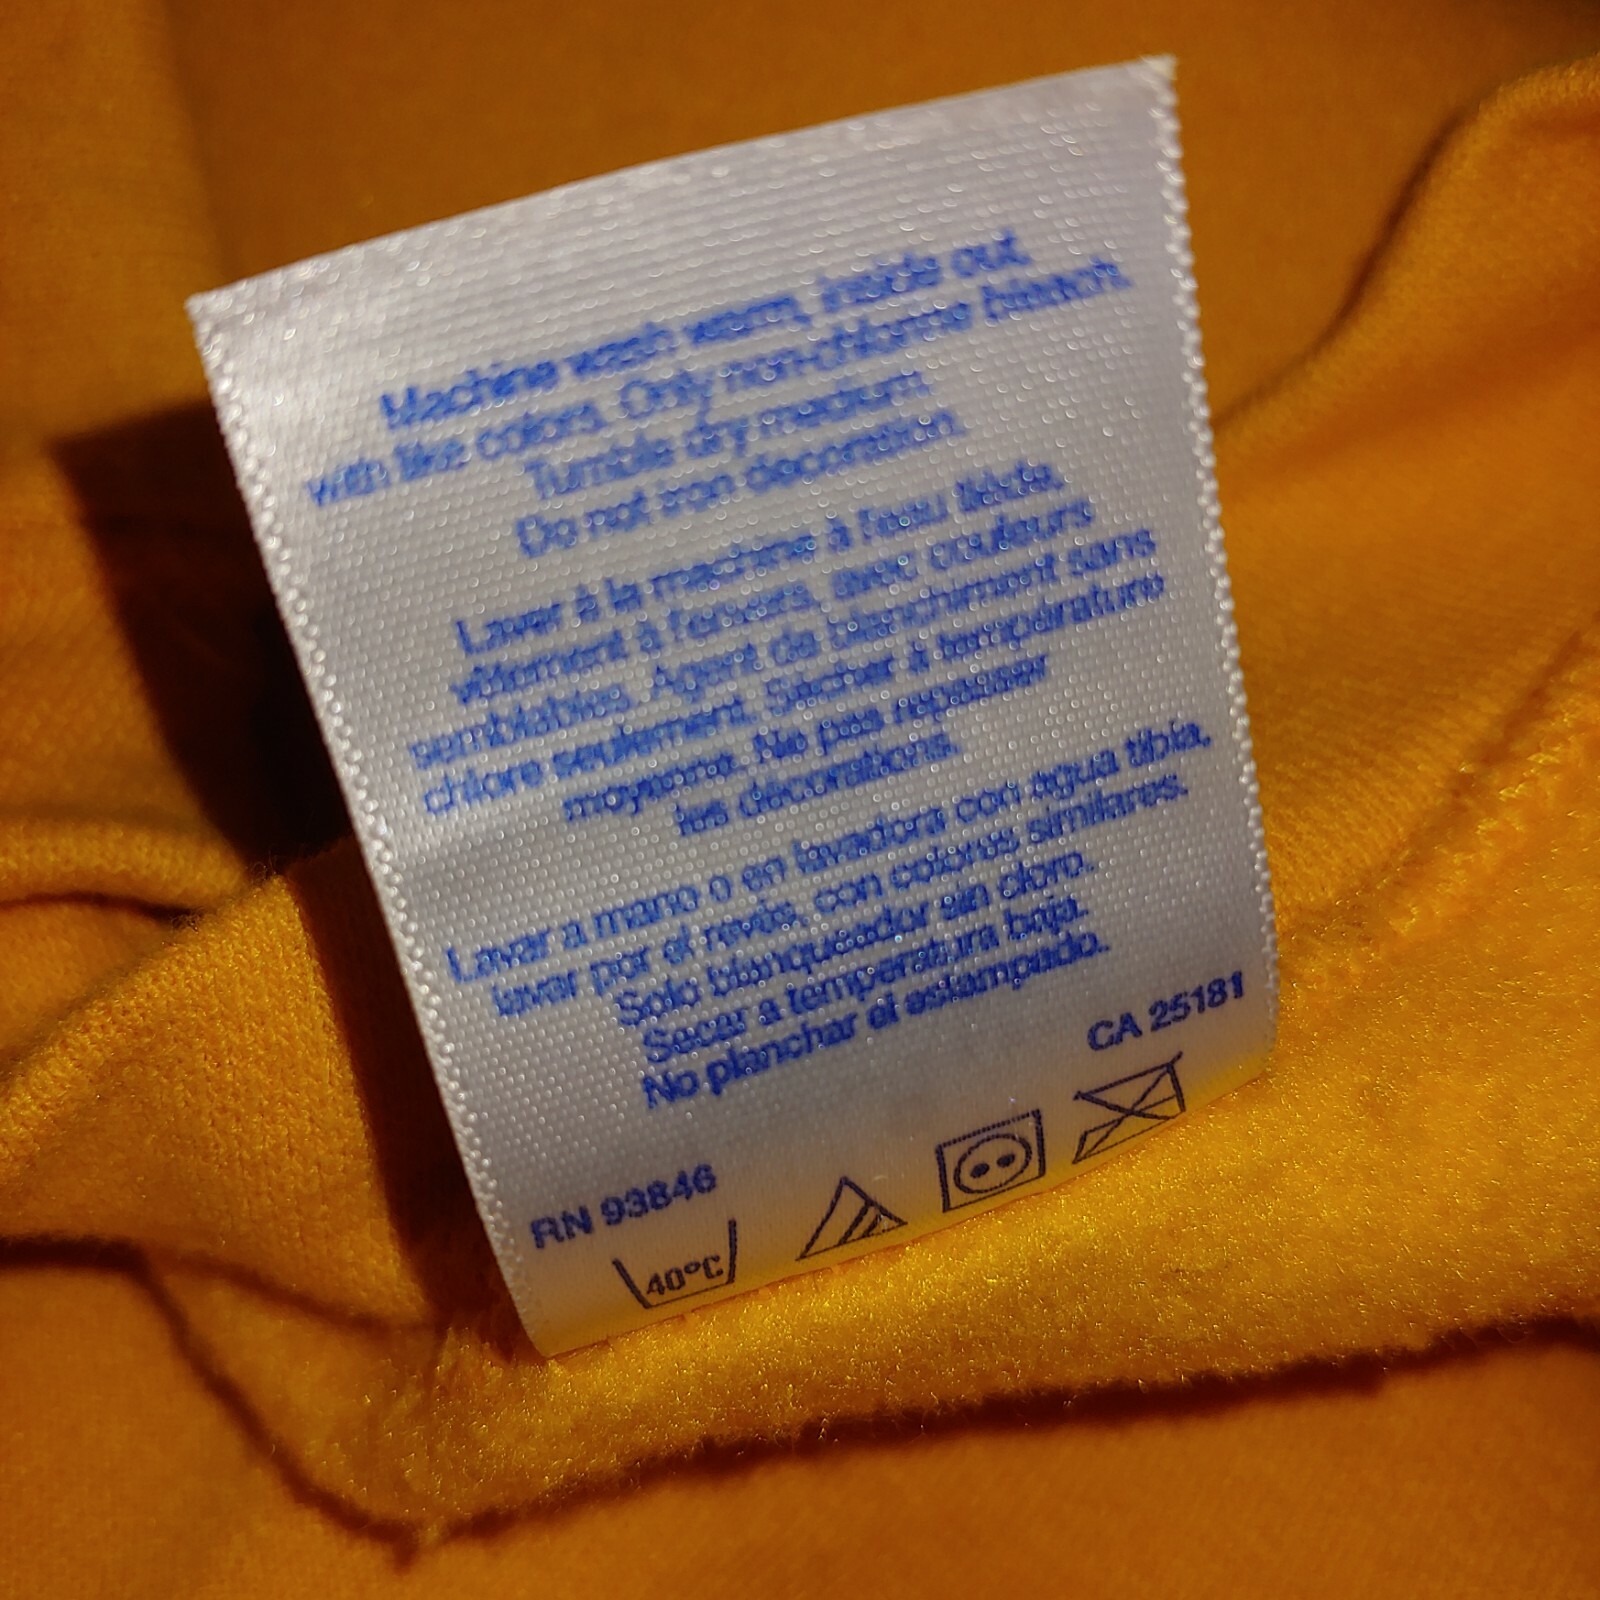 Machine wash warm, inside out
with like colors. Only non-chlorine bleach.
Tumble dry medium.
Do not iron decoration.
Laver à la machine à l'eau tiède,
vêtement à l'envers, avec couleurs
semblables. Agent de blanchiment sans
chlore seulement. Sécher à température
moyenne. Ne pas repasser
les décorations.
Lavar a mano o en lavadora con agua tibia,
lavar por el revés, con colores similares.
Solo blanqueador sin cloro.
Secar a temperatura baja.
No planchar el estampado.
RN 93846 CA 25181
40°C